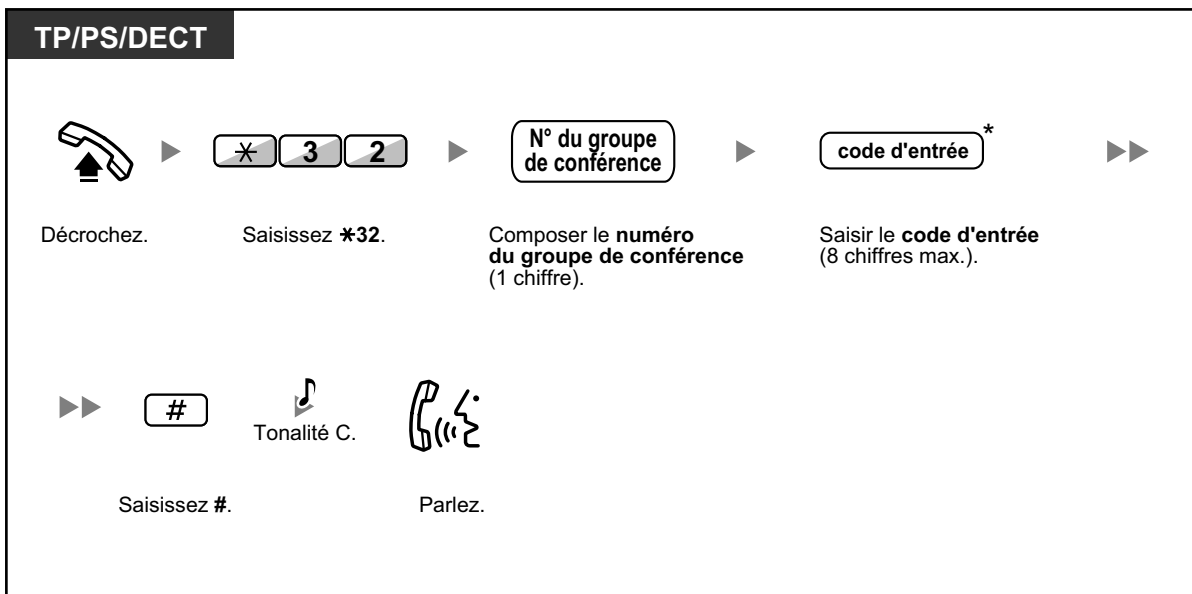 TP/PS/DECT
✳ 3 2
N° du groupe
de conférence
code d'entrée*
Décrochez.
Saisissez ✳32.
Composer le numéro
du groupe de conférence
(1 chiffre).
Saisir le code d'entrée
(8 chiffres max.).
#
Tonalité C.
Saisissez #.
Parlez.